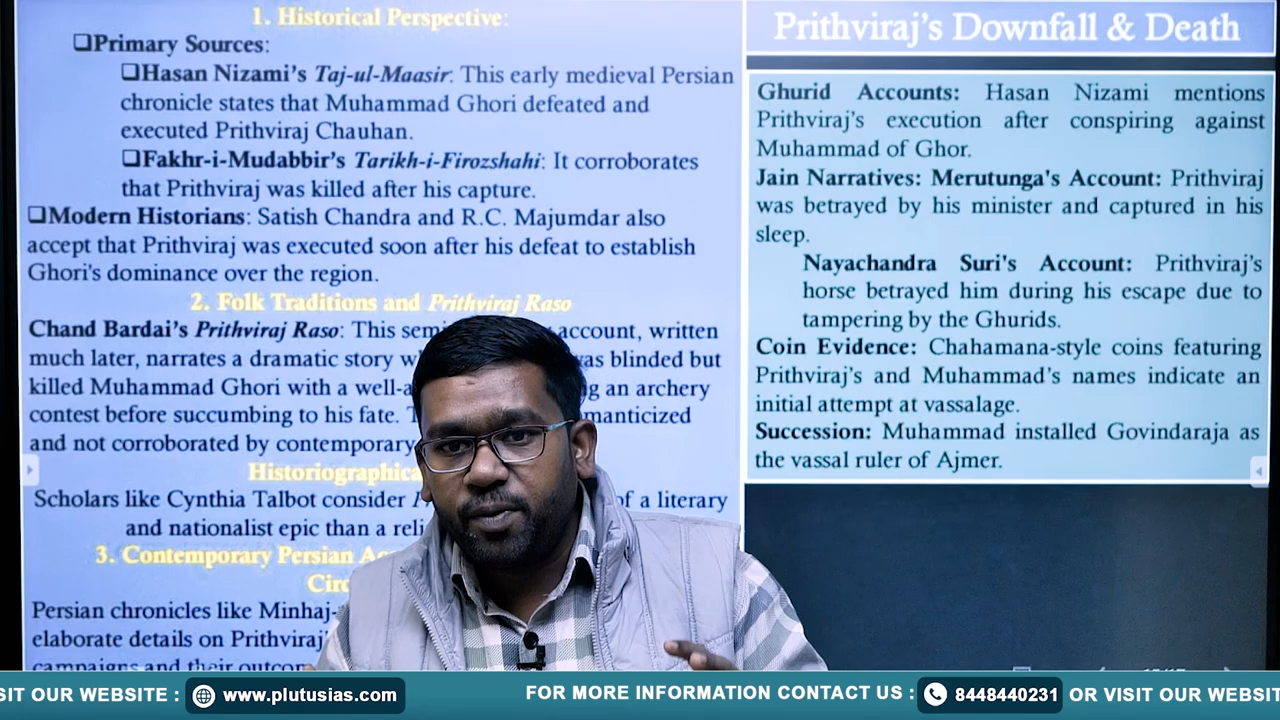 1. Historical Perspective:
❑Primary Sources:
❑Hasan Nizami's Taj-ul-Maasir: This early medieval Persian
chronicle states that Muhammad Ghori defeated and
executed Prithviraj Chauhan.
❑Fakhr-i-Mudabbir's Tarikh-i-Firozshahi: It corroborates
that Prithviraj was killed after his capture.
❑Modern Historians: Satish Chandra and R.C. Majumdar also
accept that Prithviraj was executed soon after his defeat to establish
Ghori's dominance over the region.
2. Folk Traditions and Prithviraj Raso
Chand Bardai's Prithviraj Raso: This account, written
much later, narrates a dramatic story was blinded but
killed Muhammad Ghori with a an archery
contest before succumbing to his fate.
and not corroborated by contemporary
Scholars like Cynthia Talbot consider of a literary
and nationalist epic than a
3. Contemporary Persian
Persian chronicles like
elaborate details on
campaigns and their
Prithviraj's Downfall & Death
Ghurid Accounts: Hasan Nizami mentions
Prithviraj's execution after conspiring against
Muhammad of Ghor.
Jain Narratives: Merutunga's Account: Prithviraj
was betrayed by his minister and captured in his
sleep.
Nayachandra Suri's Account: Prithviraj's
horse betrayed him during his escape due to
tampering by the Ghurids.
Coin Evidence: Chahamana-style coins featuring
Prithviraj's and Muhammad's names indicate an
initial attempt at vassalage.
Succession: Muhammad installed Govindaraja as
the vassal ruler of Ajmer.
SIT OUR WEBSITE : www.plutusias.com FOR MORE INFORMATION CONTACT US : 8448440231 OR VISIT OUR WEBSIT